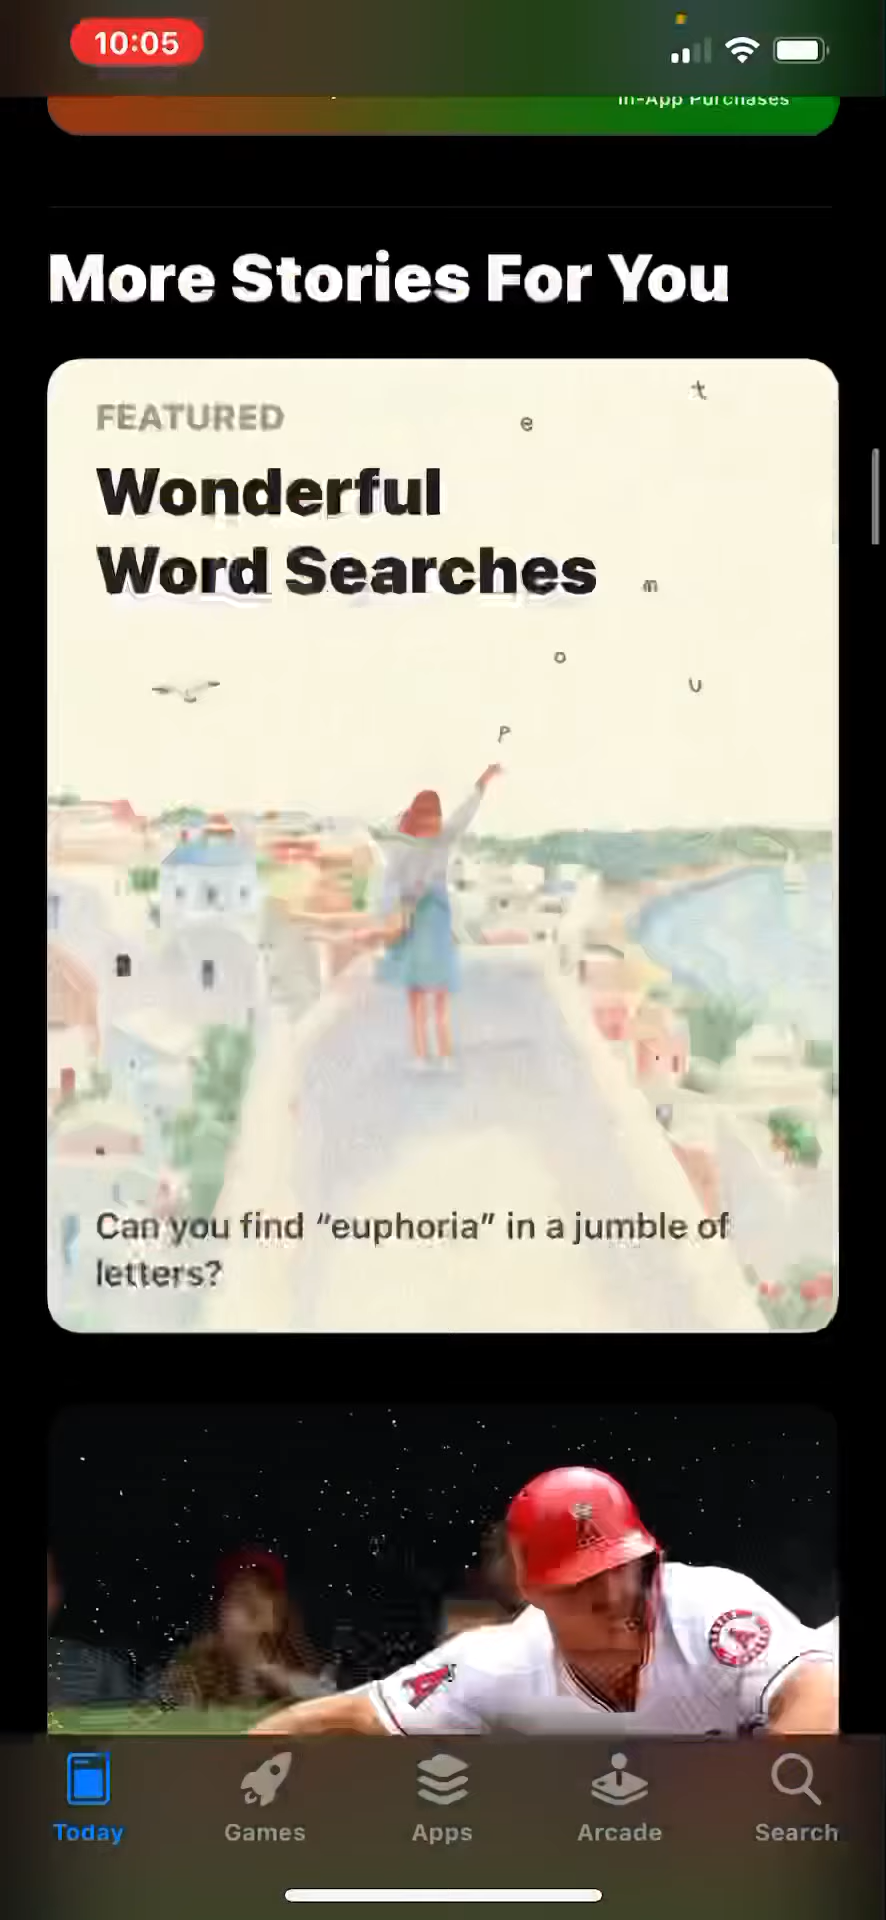 10:05
In-App Purchases
More Stories For You
FEATURED
t
e
Wonderful
Word Searches
m
o
u
P
Can you find “euphoria” in a jumble of
letters?
A
A
A
Today
Games
Apps
Arcade
Search